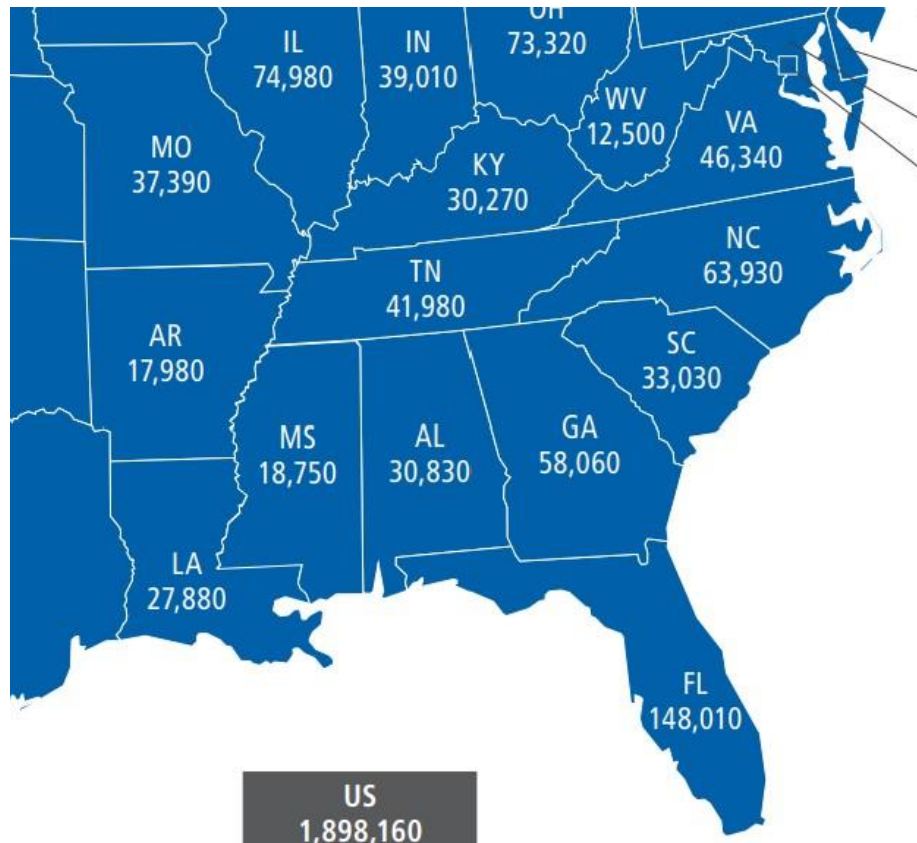 OH
73,320
IL
74,980
IN
39,010
WV
12,500
VA
46,340
MO
37,390
KY
30,270
NC
63,930
TN
41,980
AR
17,980
SC
33,030
MS
18,750
AL
30,830
GA
58,060
LA
27,880
FL
148,010
US
1,898,160